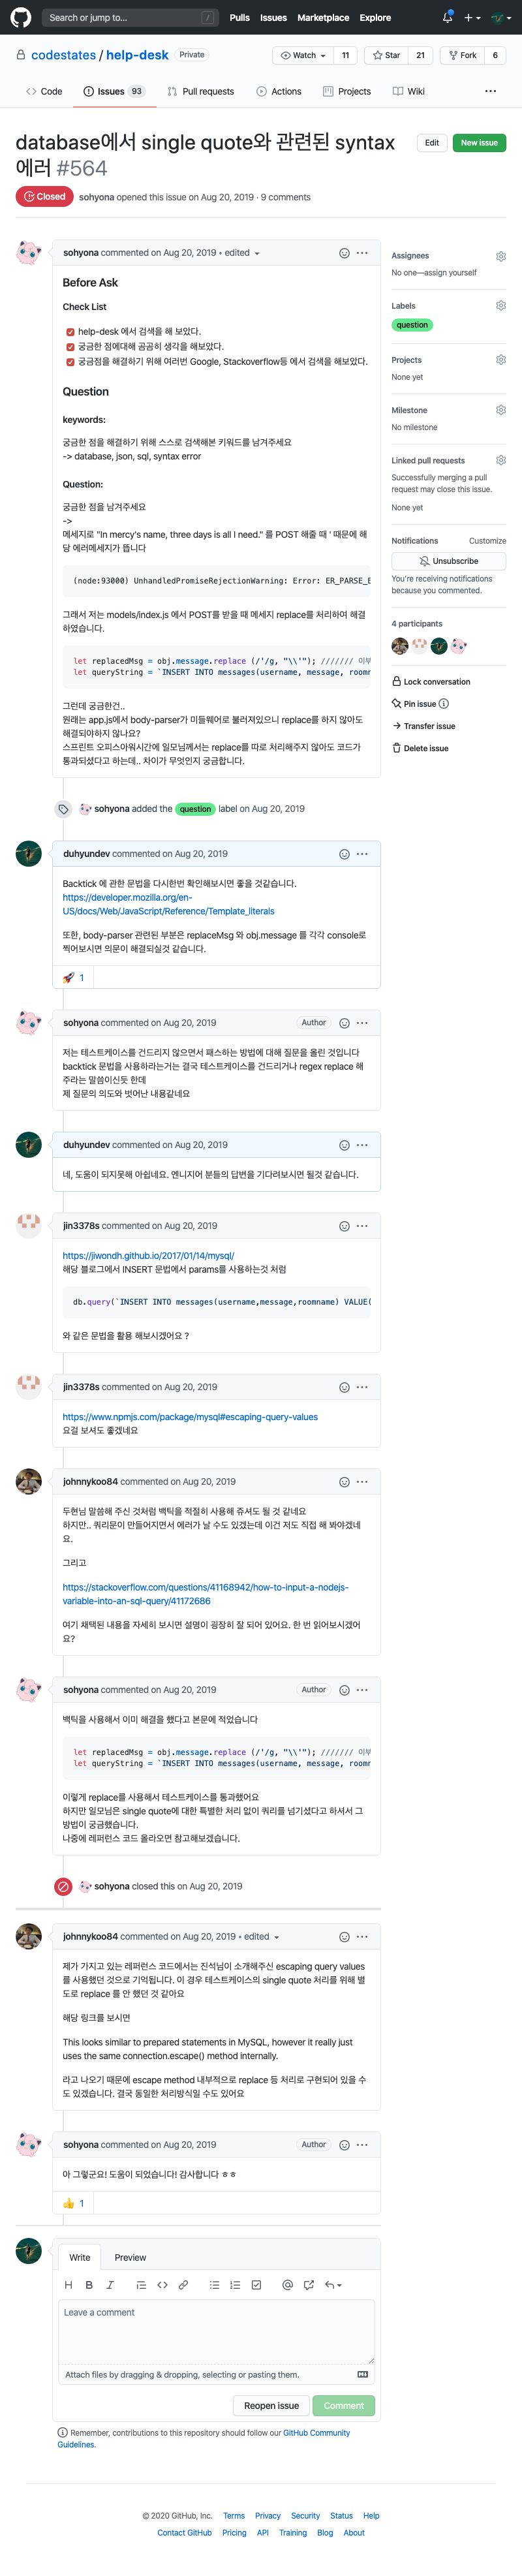 Search or jump to...
/
Pulls Issues Marketplace Explore
codestates / help-desk Private
Watch 11 Star 21 Fork 6
Code Issues 93 Pull requests Actions Projects Wiki
database에서 single quote와 관련된 syntax
에러 #564
Edit New issue
Closed sohyona opened this issue on Aug 20, 2019 · 9 comments
sohyona commented on Aug 20, 2019 • edited
Before Ask
Check List
help-desk 에서 검색을 해 보았다.
궁금한 점에대해 곰곰히 생각을 해보았다.
궁금점을 해결하기 위해 여러번 Google, Stackoverflow등 에서 검색을 해보았다.
Question
keywords:
궁금한 점을 해결하기 위해 스스로 검색해본 키워드를 남겨주세요
-> database, json, sql, syntax error
Question:
궁금한 점을 남겨주세요
->
메세지로 "In mercy's name, three days is all I need." 를 POST 해줄 때 ' 때문에 해
당 에러메세지가 뜹니다
(node:93000) UnhandledPromiseRejectionWarning: Error: ER_PARSE_E
그래서 저는 models/index.js 에서 POST를 받을 때 메세지 replace를 처리하여 해결
하였습니다.
let replacedMsg = obj.message.replace (/'/g, "\\'"); /////// 이부
let queryString = `INSERT INTO messages(username, message, roomn
그런데 궁금한건..
원래는 app.js에서 body-parser가 미들웨어로 불러져있으니 replace를 하지 않아도
해결되야하지 않나요?
스프린트 오피스아워시간에 일모님께서는 replace를 따로 처리해주지 않아도 코드가
통과되셨다고 하는데.. 차이가 무엇인지 궁금합니다.
Assignees
No one—assign yourself
Labels
question
Projects
None yet
Milestone
No milestone
Linked pull requests
Successfully merging a pull
request may close this issue.
None yet
Notifications Customize
Unsubscribe
You're receiving notifications
because you commented.
4 participants
Lock conversation
Pin issue
Transfer issue
Delete issue
sohyona added the question label on Aug 20, 2019
duhyundev commented on Aug 20, 2019
Backtick 에 관한 문법을 다시한번 확인해보시면 좋을 것같습니다.
https://developer.mozilla.org/en-
US/docs/Web/JavaScript/Reference/Template_literals
또한, body-parser 관련된 부분은 replaceMsg 와 obj.message 를 각각 console로
찍어보시면 의문이 해결되실것 같습니다.
1
sohyona commented on Aug 20, 2019 Author
저는 테스트케이스를 건드리지 않으면서 패스하는 방법에 대해 질문을 올린 것입니다
backtick 문법을 사용하라는거는 결국 테스트케이스를 건드리거나 regex replace 해
주라는 말씀이신듯 한데
제 질문의 의도와 벗어난 내용같네요
duhyundev commented on Aug 20, 2019
네, 도움이 되지못해 아쉽네요. 엔니지어 분들의 답변을 기다려보시면 될것 같습니다.
jin3378s commented on Aug 20, 2019
https://jiwondh.github.io/2017/01/14/mysql/
해당 블로그에서 INSERT 문법에서 params를 사용하는것 처럼
db.query(`INSERT INTO messages(username,message,roomname) VALUE(
와 같은 문법을 활용 해보시겠어요 ?
jin3378s commented on Aug 20, 2019
https://www.npmjs.com/package/mysql#escaping-query-values
요걸 보셔도 좋겠네요
johnnykoo84 commented on Aug 20, 2019
두현님 말씀해 주신 것처럼 백틱을 적절히 사용해 쥬셔도 될 것 같네요
하지만.. 쿼리문이 만들어지면서 에러가 날 수도 있겠는데 이건 저도 직접 해 봐야겠네
요.
그리고
https://stackoverflow.com/questions/41168942/how-to-input-a-nodejs-
variable-into-an-sql-query/41172686
여기 채택된 내용을 자세히 보시면 설명이 굉장히 잘 되어 있어요. 한 번 읽어보시겠어
요?
sohyona commented on Aug 20, 2019 Author
백틱을 사용해서 이미 해결을 했다고 본문에 적었습니다
let replacedMsg = obj.message.replace (/'/g, "\\'"); /////// 이부
let queryString = `INSERT INTO messages(username, message, roomn
이렇게 replace를 사용해서 테스트케이스를 통과했어요
하지만 일모님은 single quote에 대한 특별한 처리 없이 쿼리를 넘기셨다고 하셔서 그
방법이 궁금했습니다.
나중에 레퍼런스 코드 올라오면 참고해보겠습니다.
sohyona closed this on Aug 20, 2019
johnnykoo84 commented on Aug 20, 2019 • edited
제가 가지고 있는 레퍼런스 코드에서는 진석님이 소개해주신 escaping query values
를 사용했던 것으로 기억됩니다. 이 경우 테스트케이스의 single quote 처리를 위해 별
도로 replace 를 안 했던 것 같아요
해당 링크를 보시면
This looks similar to prepared statements in MySQL, however it really just
uses the same connection.escape() method internally.
라고 나오기 때문에 escape method 내부적으로 replace 등 처리로 구현되어 있을 수
도 있겠습니다. 결국 동일한 처리방식일 수도 있어요
sohyona commented on Aug 20, 2019 Author
아 그렇군요! 도움이 되었습니다! 감사합니다 ㅎㅎ
1
Write Preview
Leave a comment
Attach files by dragging & dropping, selecting or pasting them.
Reopen issue Comment
Remember, contributions to this repository should follow our GitHub Community
Guidelines.
© 2020 GitHub, Inc. Terms Privacy Security Status Help
Contact GitHub Pricing API Training Blog About